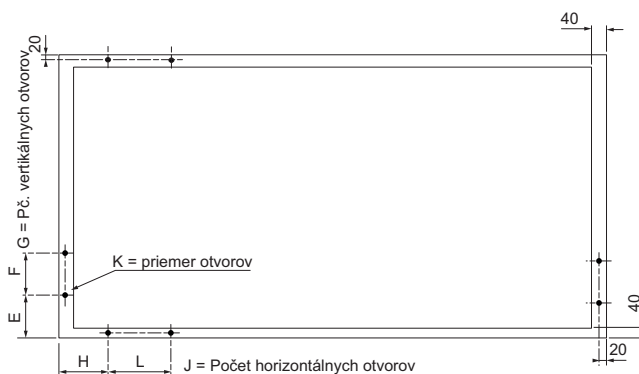 40
20
G = Pč. vertikálnych otvorov
K = priemer otvorov
F
E
40
H
L
J = Počet horizontálnych otvorov
20